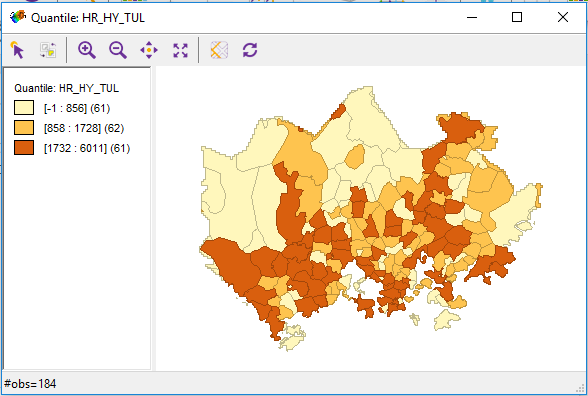 Quantile: HR_HY_TUL
Quantile: HR_HY_TUL
[-1 : 856] (61)
[858 : 1728] (62)
[1732 : 6011] (61)
#obs=184